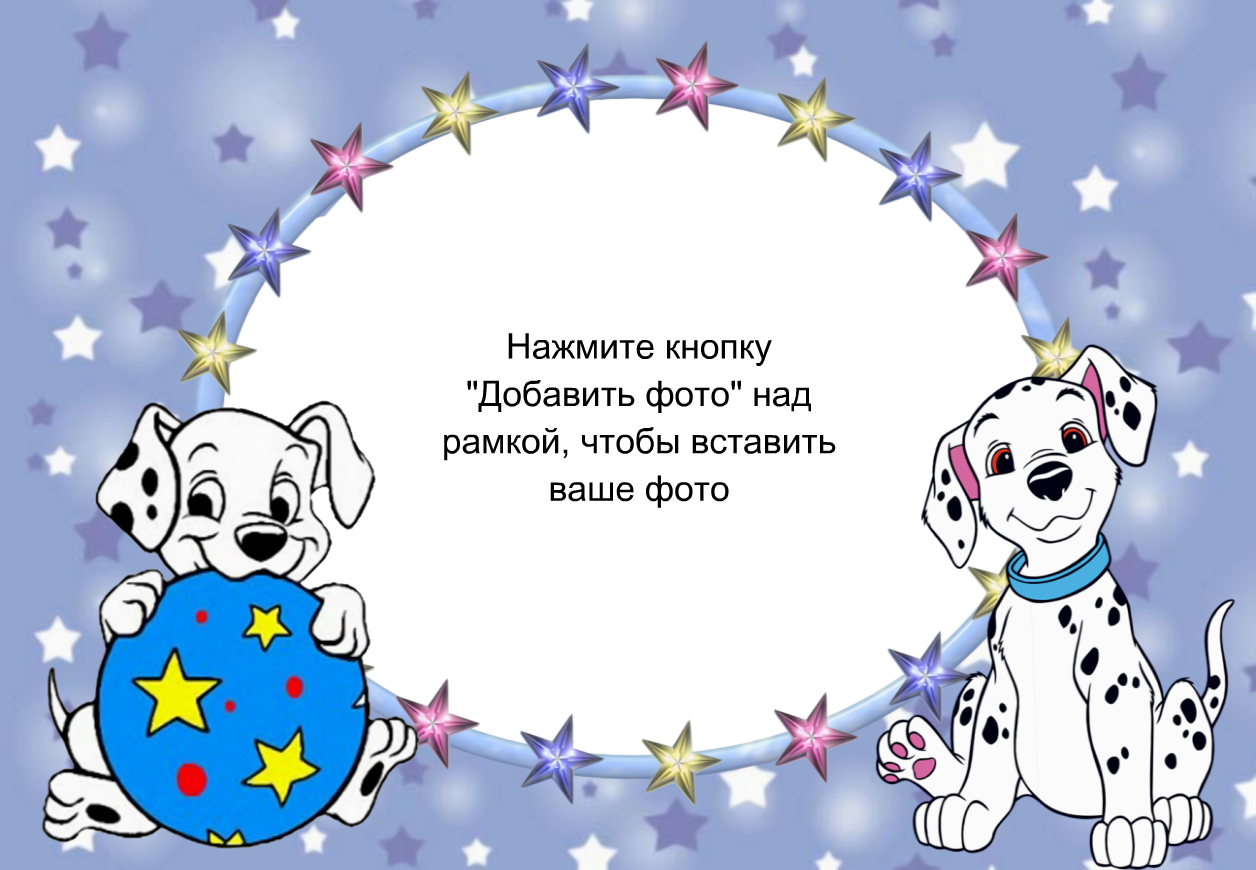 Нажмите кнопку
"Добавить фото" над
рамкой, чтобы вставить
ваше фото